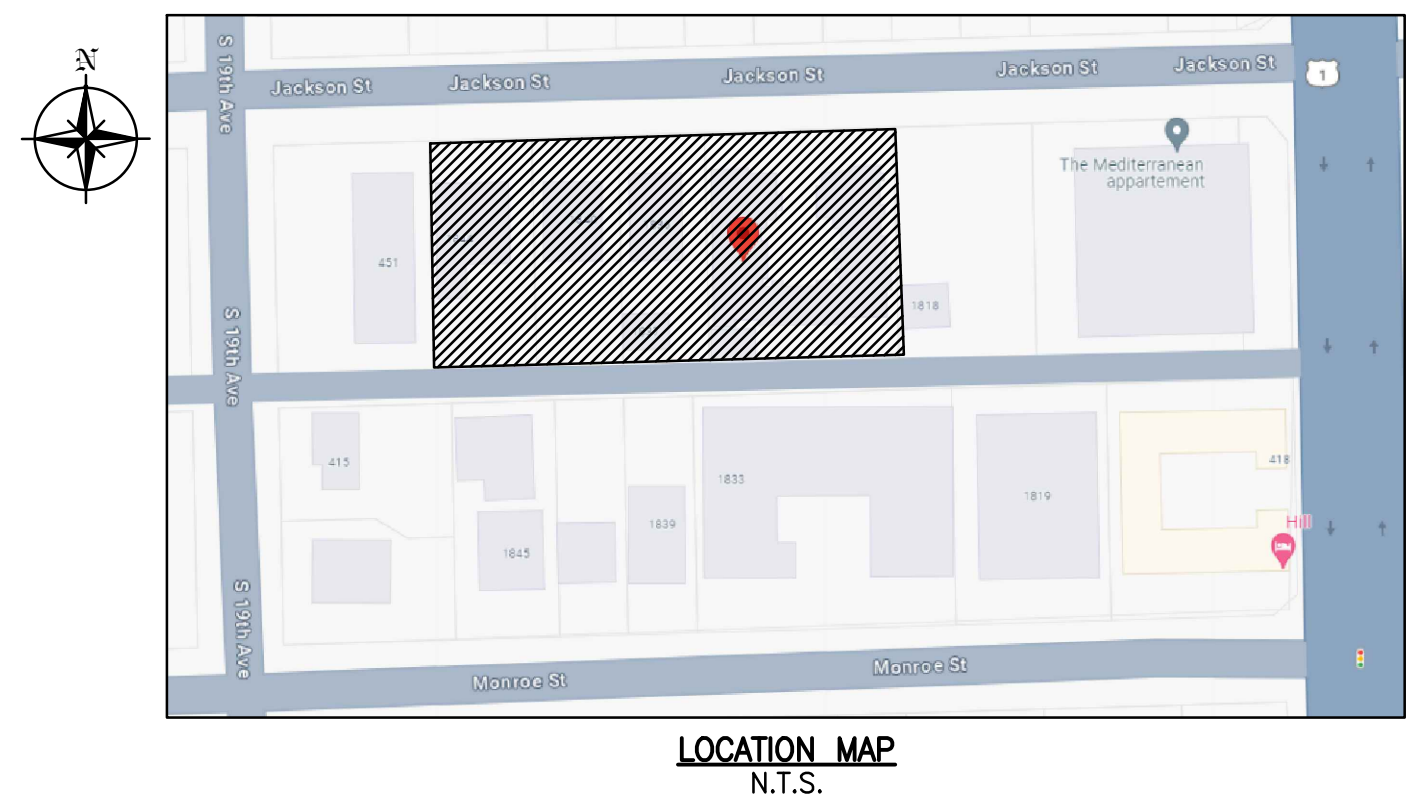 N
S 19th Ave
Jackson St
Jackson St
Jackson St
Jackson St
Jackson St
1
The Mediterranean
appartement
451
1818
S 19th Ave
415
1845
1839
1833
1819
418
Hill
S 19th Ave
Monroe St
Monroe St
LOCATION MAP
N.T.S.